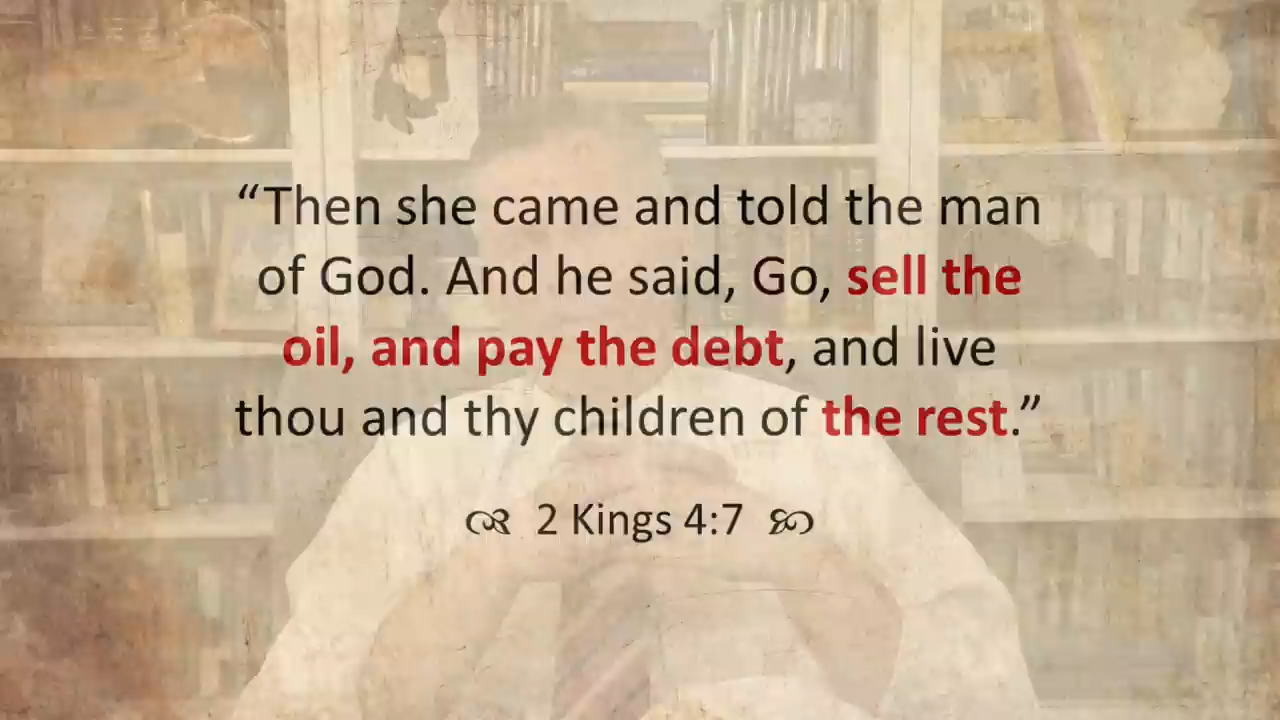 “Then she came and told the man
of God. And he said, Go, sell the
oil, and pay the debt, and live
thou and thy children of the rest.”
2 Kings 4:7